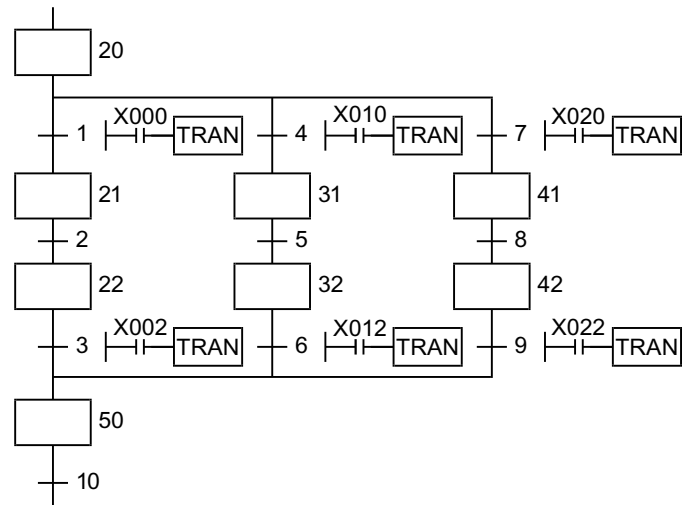 20
X000 X010 X020
1 TRAN 4 TRAN 7 TRAN
21 31 41
2 5 8
22 32 42
X002 X012 X022
3 TRAN 6 TRAN 9 TRAN
50
10